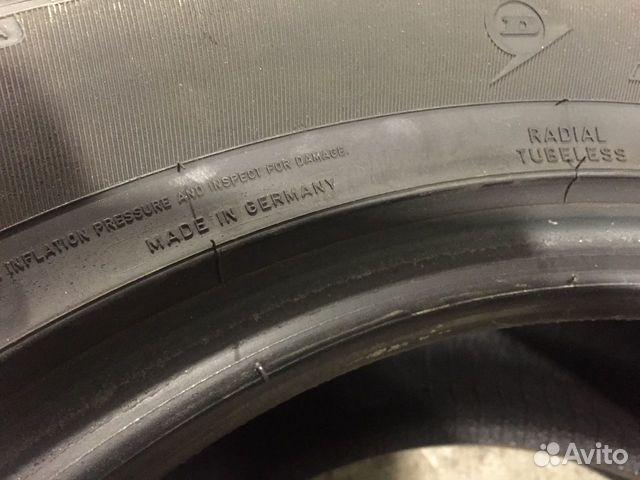 RADIAL
TUBELESS
INFLATION PRESSURE AND INSPECT FOR DAMAGE.
MADE IN GERMANY
Avito